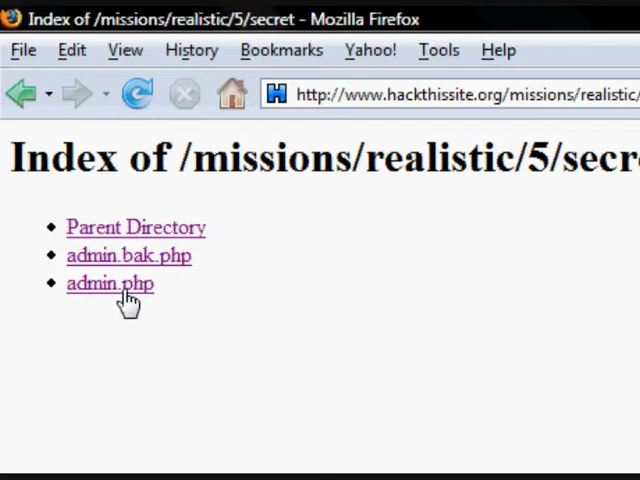 Index of /missions/realistic/5/secret - Mozilla Firefox
File Edit View History Bookmarks Yahoo! Tools Help
http://www.hackthissite.org/missions/realistic/
Index of /missions/realistic/5/secre
Parent Directory
admin.bak.php
admin.php